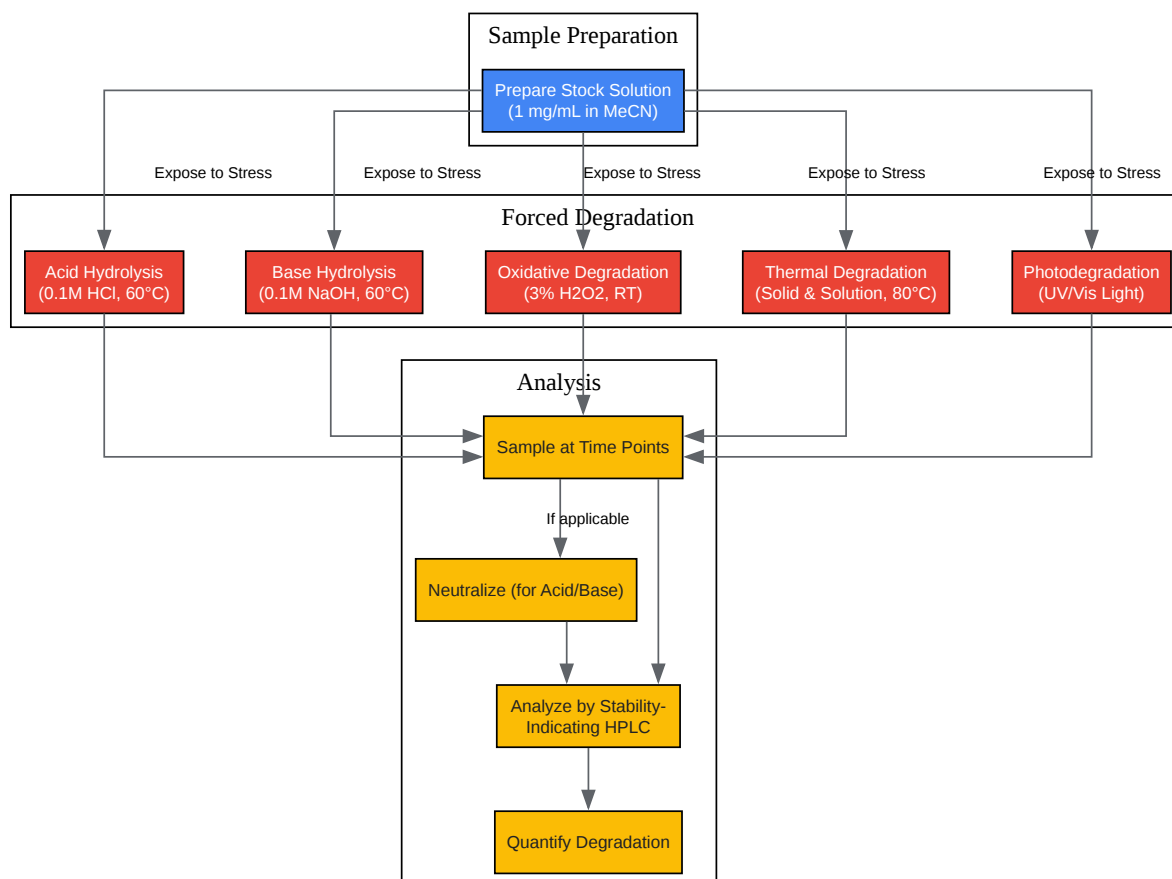 Sample Preparation
Prepare Stock Solution
(1 mg/mL in MeCN)
Expose to Stress
Expose to Stress
Expose to Stress
Expose to Stress
Expose to Stress
Forced Degradation
Acid Hydrolysis
(0.1M HCl, 60°C)
Base Hydrolysis
(0.1M NaOH, 60°C)
Oxidative Degradation
(3% H2O2, RT)
Thermal Degradation
(Solid & Solution, 80°C)
Photodegradation
(UV/Vis Light)
Analysis
Sample at Time Points
If applicable
Neutralize (for Acid/Base)
Analyze by Stability-
Indicating HPLC
Quantify Degradation